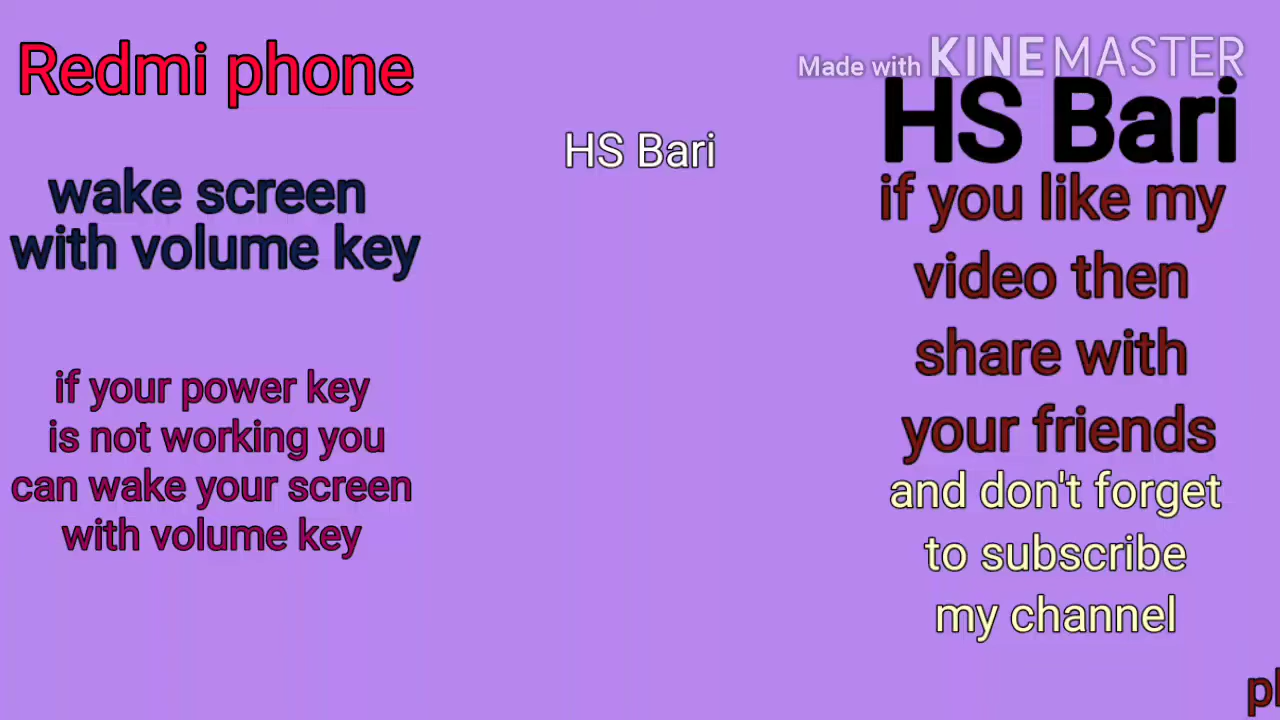 Redmi phone
wake screen
with volume key
if your power key
is not working you
can wake your screen
with volume key
HS Bari
Made with KINEMASTER
HS Bari
if you like my
video then
share with
your friends
and don't forget
to subscribe
my channel